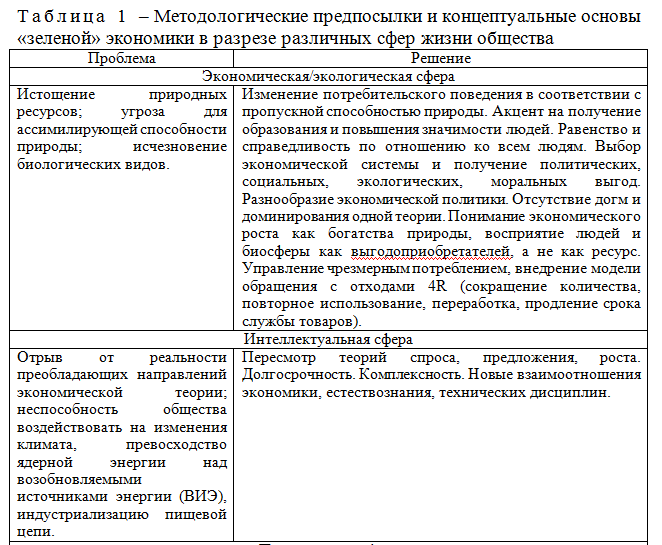 Таблица 1 – Методологические предпосылки и концептуальные основы
«зеленой» экономики в разрезе различных сфер жизни общества
Проблема
Решение
Экономическая/экологическая сфера
Истощение природных
ресурсов; угроза для
ассимилирующей способности
природы; исчезновение
биологических видов.
Изменение потребительского поведения в соответствии с
пропускной способностью природы. Акцент на получение
образования и повышения значимости людей. Равенство и
справедливость по отношению ко всем людям. Выбор
экономической системы и получение политических,
социальных, экологических, моральных выгод.
Разнообразие экономической политики. Отсутствие догм и
доминирования одной теории. Понимание экономического
роста как богатства природы, восприятие людей и
биосферы как выгодоприобретателей, а не как ресурс.
Управление чрезмерным потреблением, внедрение модели
обращения с отходами 4R (сокращение количества,
повторное использование, переработка, продление срока
службы товаров).
Интеллектуальная сфера
Отрыв от реальности
преобладающих направлений
экономической теории;
неспособность общества
воздействовать на изменения
климата, превосходство
ядерной энергии над
возобновляемыми
источниками энергии (ВИЭ),
индустриализацию пищевой
цепи.
Пересмотр теорий спроса, предложения, роста.
Долгосрочность. Комплексность. Новые взаимоотношения
экономики, естествознания, технических дисциплин.